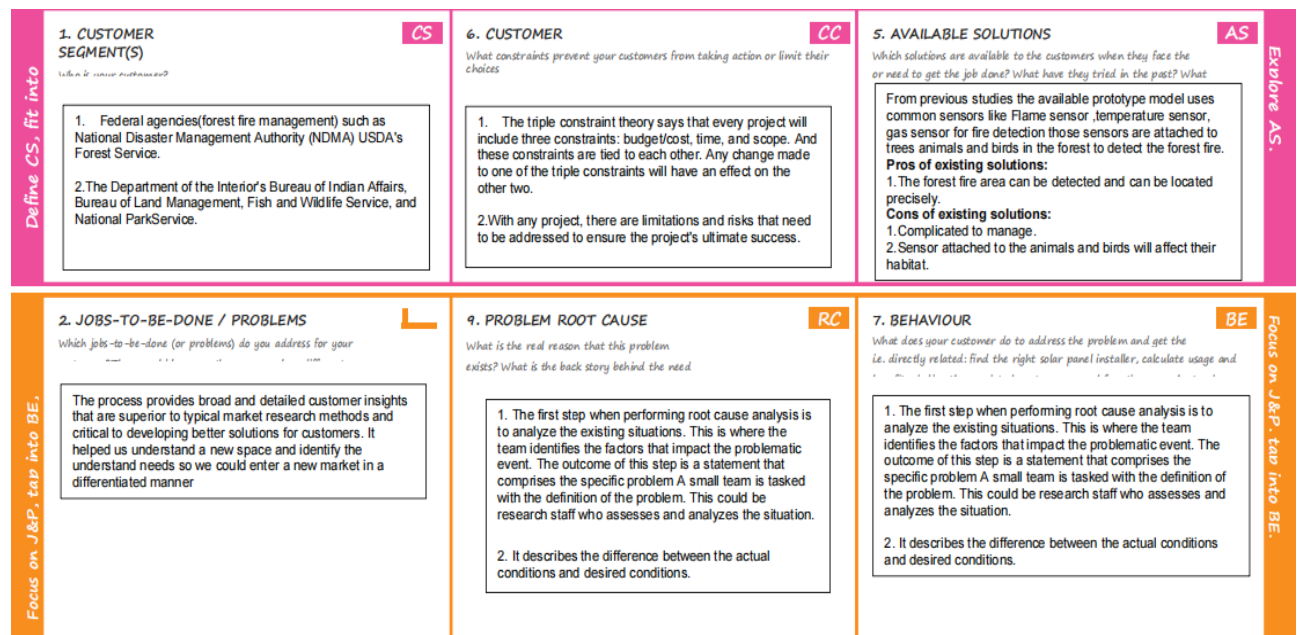 Define CS, fit into
1. CUSTOMER
SEGMENT(S)
Who is your customer?
CS
1. Federal agencies(forest fire management) such as
National Disaster Management Authority (NDMA) USDA's
Forest Service.
2.The Department of the Interior's Bureau of Indian Affairs,
Bureau of Land Management, Fish and Wildlife Service, and
National ParkService.
6. CUSTOMER
CC
What constraints prevent your customers from taking action or limit their
choices
1. The triple constraint theory says that every project will
include three constraints: budget/cost, time, and scope. And
these constraints are tied to each other. Any change made
to one of the triple constraints will have an effect on the
other two.
2.With any project, there are limitations and risks that need
to be addressed to ensure the project's ultimate success.
5. AVAILABLE SOLUTIONS
AS
Which solutions are available to the customers when they face the
or need to get the job done? What have they tried in the past? What
From previous studies the available prototype model uses
common sensors like Flame sensor ,temperature sensor,
gas sensor for fire detection those sensors are attached to
trees animals and birds in the forest to detect the forest fire.
Pros of existing solutions:
1.The forest fire area can be detected and can be located
precisely.
Cons of existing solutions:
1.Complicated to manage.
2.Sensor attached to the animals and birds will affect their
habitat.
Explore AS.
Focus on J&P, tap into BE,
2. JOBS-TO-BE-DONE / PROBLEMS
Which jobs-to-be-done (or problems) do you address for your
The process provides broad and detailed customer insights
that are superior to typical market research methods and
critical to developing better solutions for customers. It
helped us understand a new space and identify the
understand needs so we could enter a new market in a
differentiated manner
9. PROBLEM ROOT CAUSE
RC
What is the real reason that this problem
exists? What is the back story behind the need
1. The first step when performing root cause analysis is
to analyze the existing situations. This is where the
team identifies the factors that impact the problematic
event. The outcome of this step is a statement that
comprises the specific problem A small team is tasked
with the definition of the problem. This could be
research staff who assesses and analyzes the situation.
2. It describes the difference between the actual
conditions and desired conditions.
7. BEHAVIOUR
BE
What does your customer do to address the problem and get the
i.e. directly related: find the right solar panel installer, calculate usage and
1. The first step when performing root cause analysis is to
analyze the existing situations. This is where the team
identifies the factors that impact the problematic event. The
outcome of this step is a statement that comprises the
specific problem A small team is tasked with the definition of
the problem. This could be research staff who assesses and
analyzes the situation.
2. It describes the difference between the actual conditions
and desired conditions.
Focus on J&P. tap into BE.